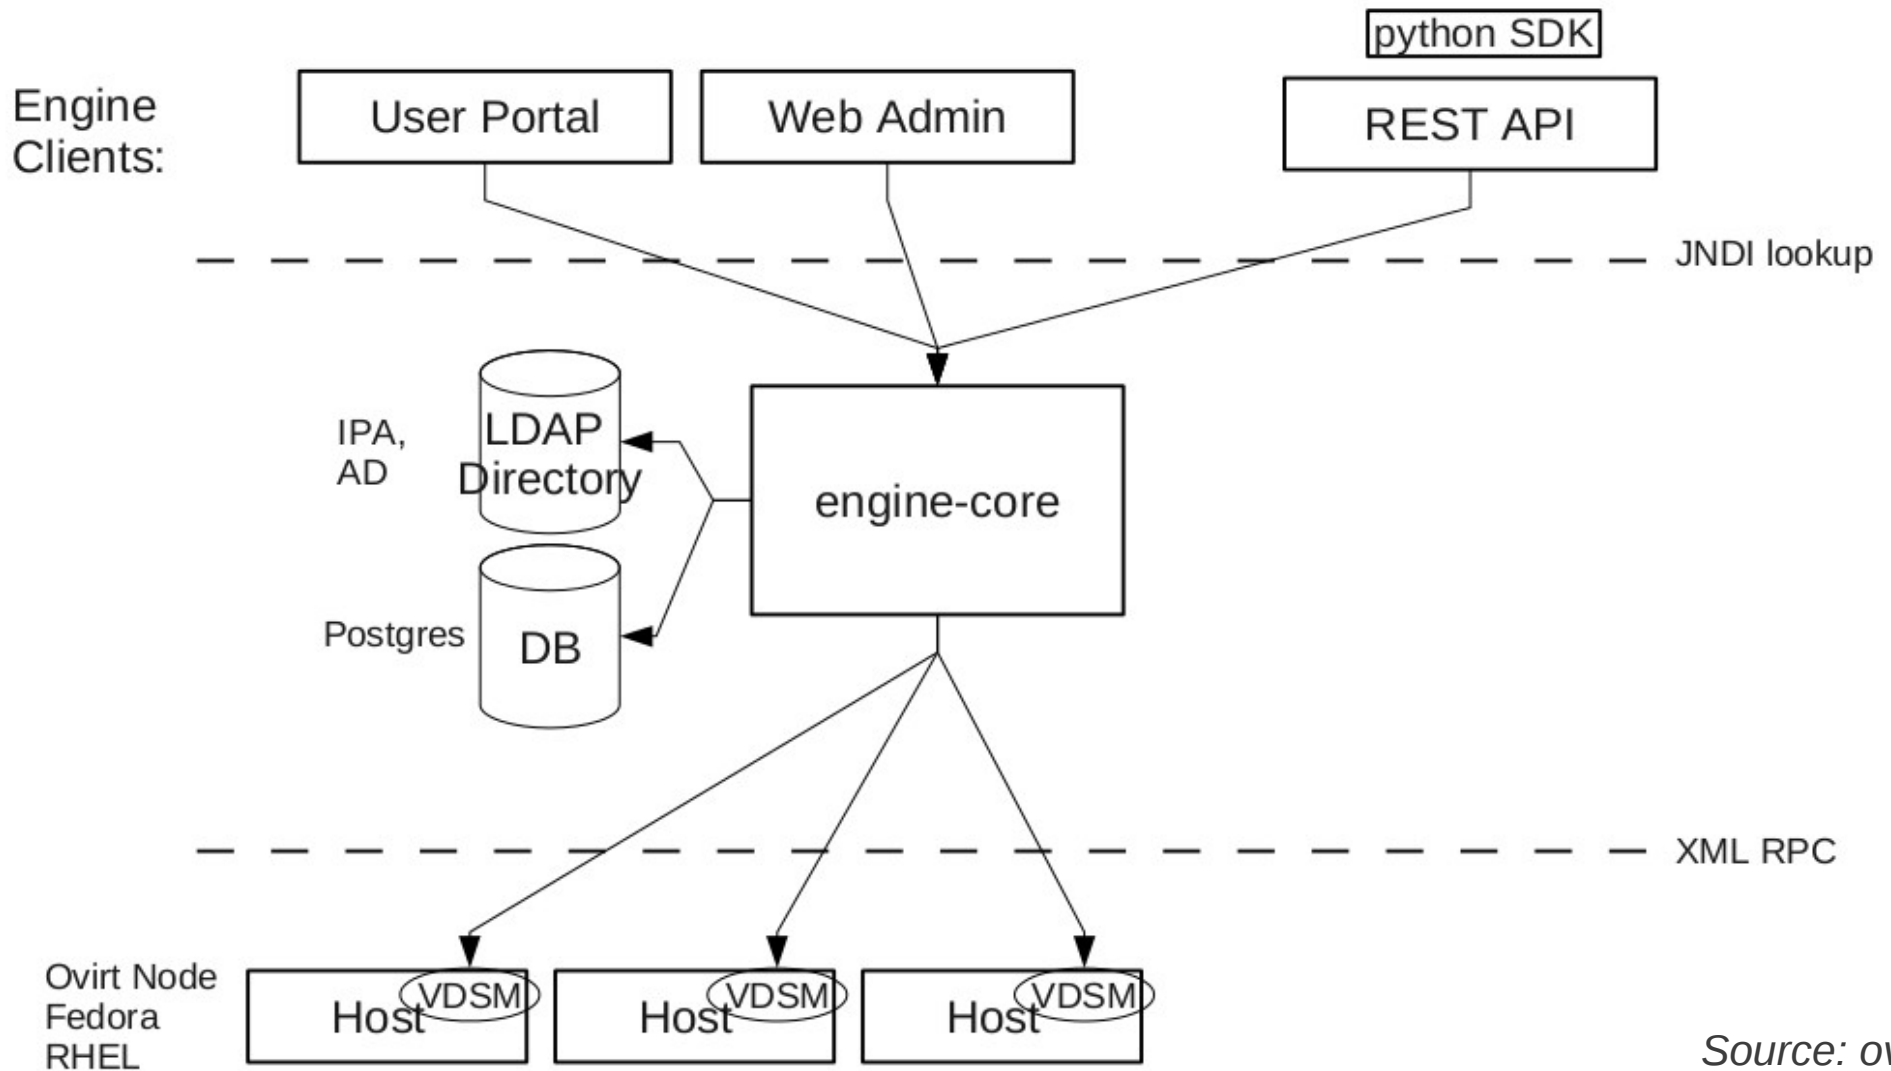 python SDK
Engine
Clients:
User Portal
Web Admin
REST API
JNDI lookup
IPA,
AD
LDAP
Directory
engine-core
Postgres
DB
XML RPC
Ovirt Node
Fedora
RHEL
Host
VDSM
Host
VDSM
Host
VDSM
Source: